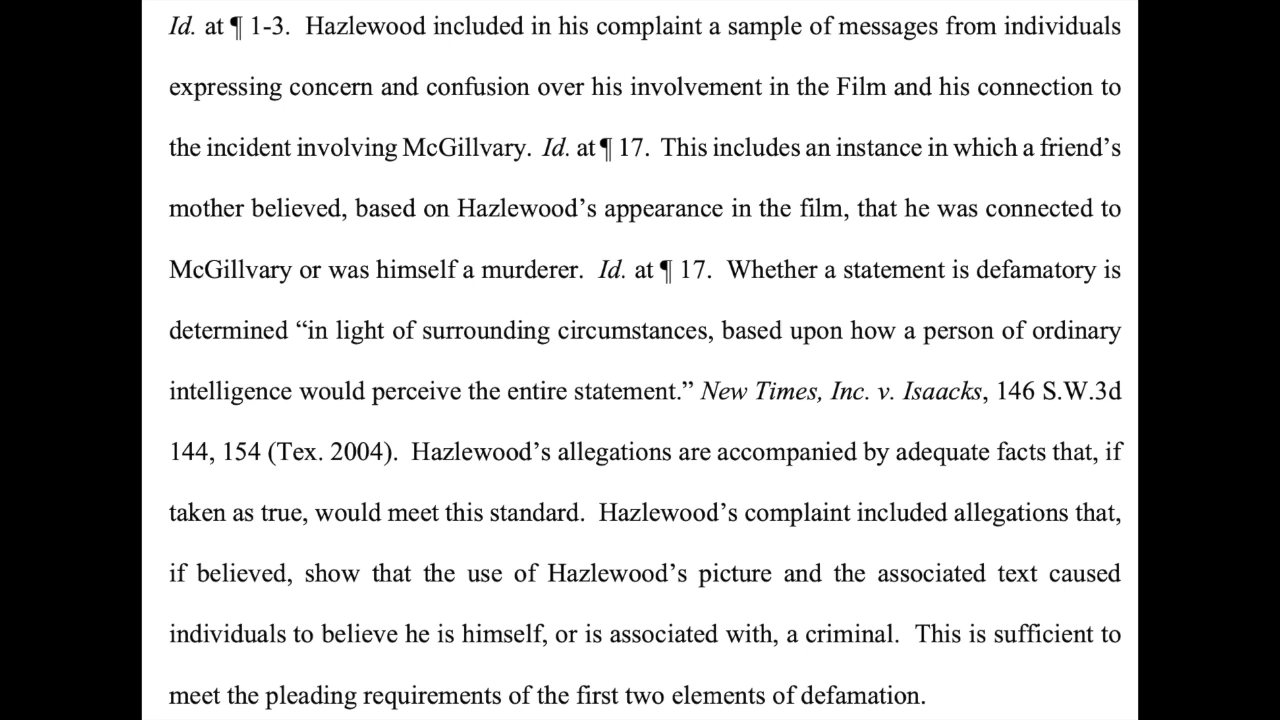 Id. at ¶ 1-3. Hazlewood included in his complaint a sample of messages from individuals
expressing concern and confusion over his involvement in the Film and his connection to
the incident involving McGillvary. Id. at ¶ 17. This includes an instance in which a friend’s
mother believed, based on Hazlewood’s appearance in the film, that he was connected to
McGillvary or was himself a murderer. Id. at ¶ 17. Whether a statement is defamatory is
determined “in light of surrounding circumstances, based upon how a person of ordinary
intelligence would perceive the entire statement.” New Times, Inc. v. Isaacks, 146 S.W.3d
144, 154 (Tex. 2004). Hazlewood’s allegations are accompanied by adequate facts that, if
taken as true, would meet this standard. Hazlewood’s complaint included allegations that,
if believed, show that the use of Hazlewood’s picture and the associated text caused
individuals to believe he is himself, or is associated with, a criminal. This is sufficient to
meet the pleading requirements of the first two elements of defamation.